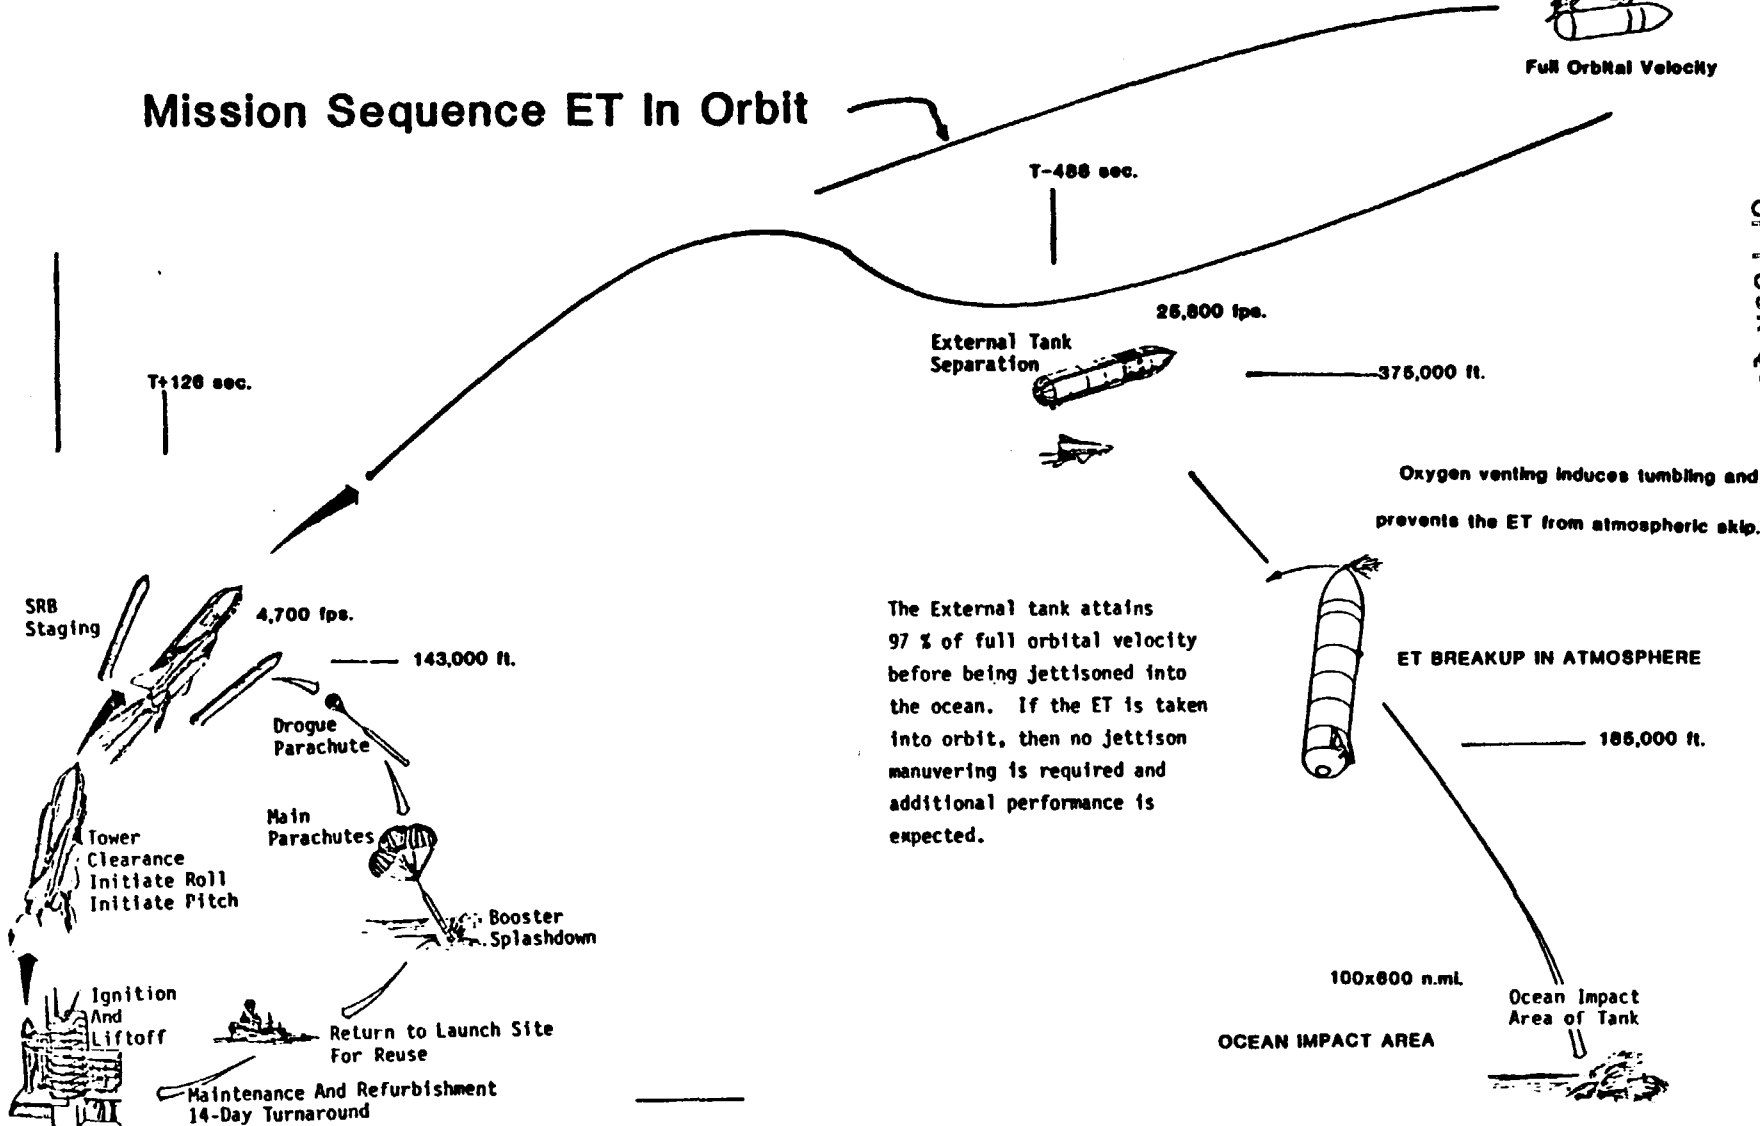 Full Orbital Velocity
Mission Sequence ET In Orbit
T-488 sec.
25,800 fps.
External Tank
Separation
375,000 ft.
T+126 sec.
Oxygen venting induces tumbling and
prevents the ET from atmospheric skip.
SRB
Staging
4,700 fps.
143,000 ft.
The External tank attains
97 % of full orbital velocity
before being jettisoned into
the ocean. If the ET is taken
into orbit, then no jettison
manuvering is required and
additional performance is
expected.
ET BREAKUP IN ATMOSPHERE
185,000 ft.
Drogue
Parachute
Main
Parachutes
Tower
Clearance
Initiate Roll
Initiate Pitch
Booster
Splashdown
Ignition
And
Liftoff
Return to Launch Site
For Reuse
Maintenance And Refurbishment
14-Day Turnaround
100x600 n.mi.
Ocean Impact
Area of Tank
OCEAN IMPACT AREA